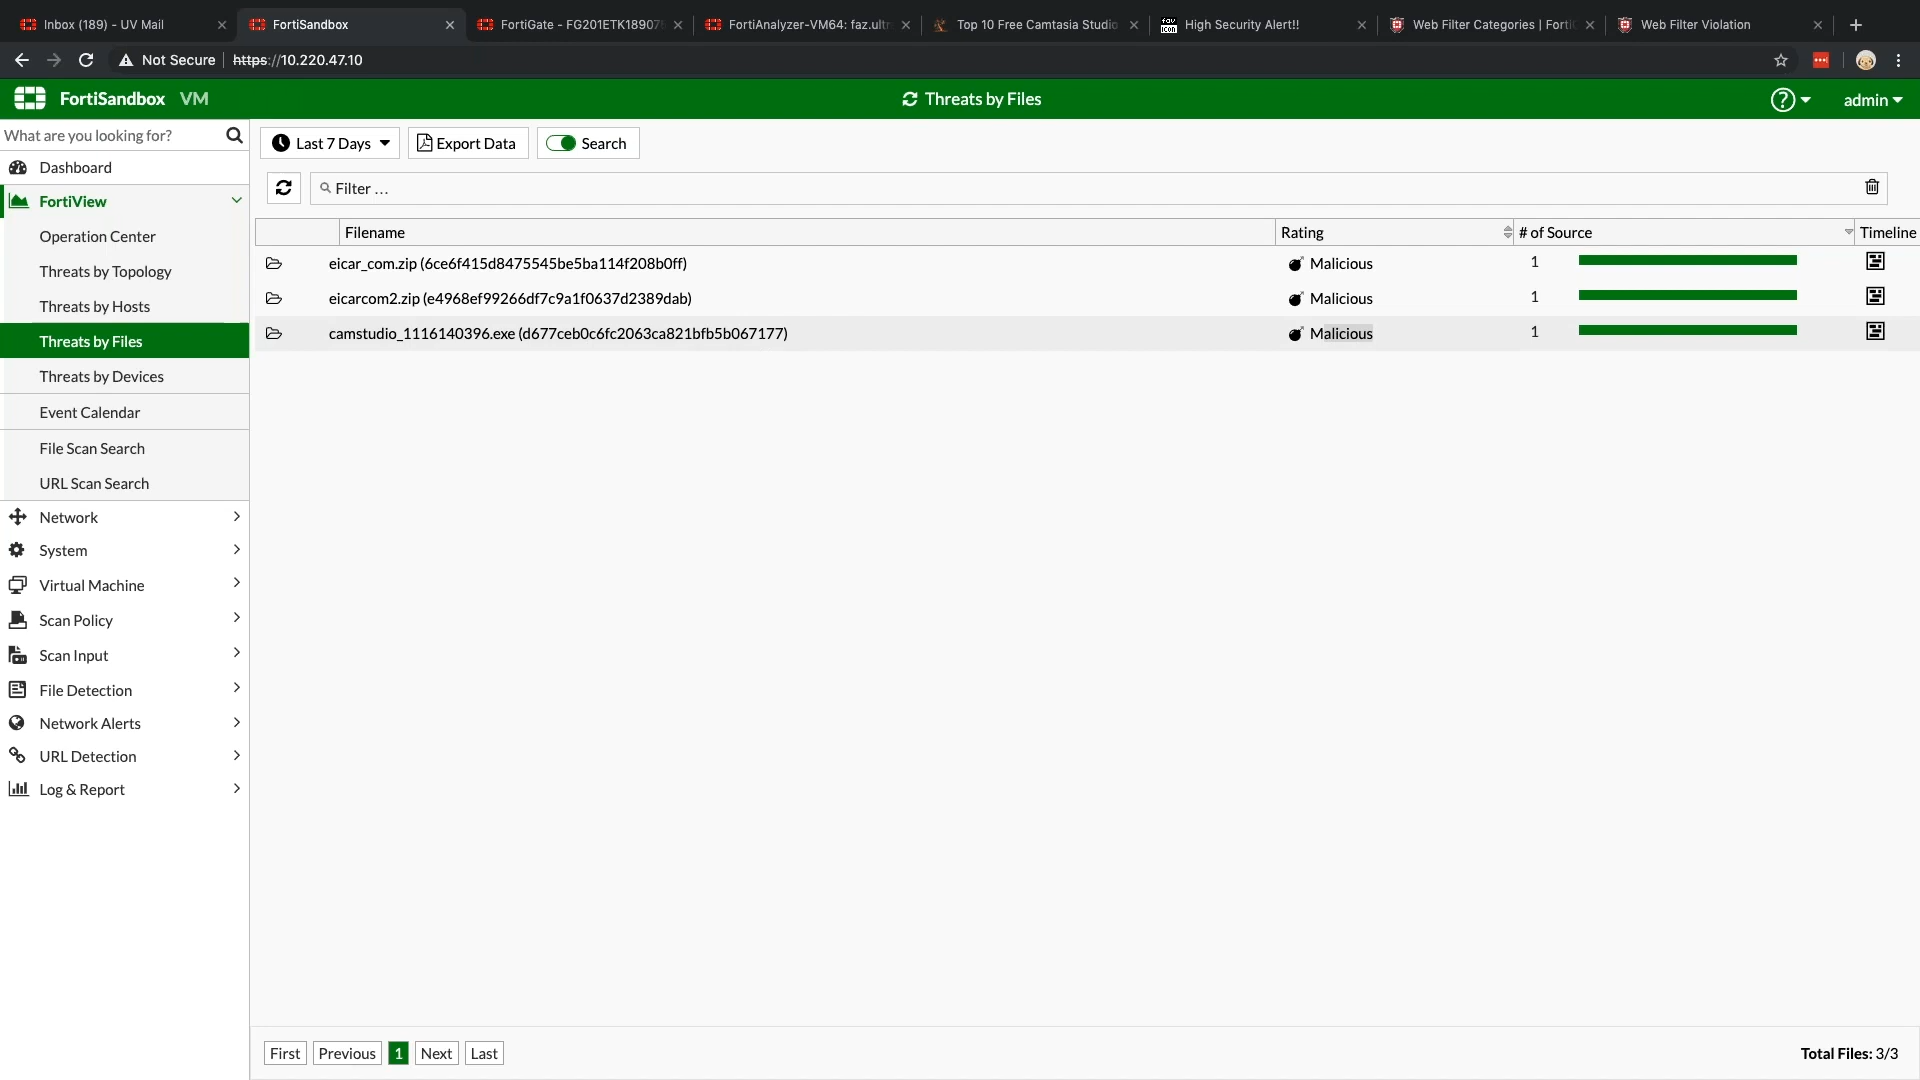 Inbox (189) - UV Mail
FortiSandbox
FortiGate - FG201ETK18907
FortiAnalyzer-VM64: faz.ultr
Top 10 Free Camtasia Studio
High Security Alert!!
Web Filter Categories | Forti
Web Filter Violation
Not Secure
https://10.220.47.10
FortiSandbox VM
Threats by Files
admin
What are you looking for?
Last 7 Days
Export Data
Search
Dashboard
Filter ...
FortiView
Filename
Rating
# of Source
Timeline
Operation Center
eicar_com.zip (6ce6f415d8475545be5ba114f208b0ff)
Malicious
1
Threats by Topology
eicarcom2.zip (e4968ef99266df7c9a1f0637d2389dab)
Malicious
1
Threats by Hosts
camstudio_1116140396.exe (d677ceb0c6fc2063ca821bfb5b067177)
Malicious
1
Threats by Files
Threats by Devices
Event Calendar
File Scan Search
URL Scan Search
Network
System
Virtual Machine
Scan Policy
Scan Input
File Detection
Network Alerts
URL Detection
Log & Report
First
Previous
1
Next
Last
Total Files: 3/3